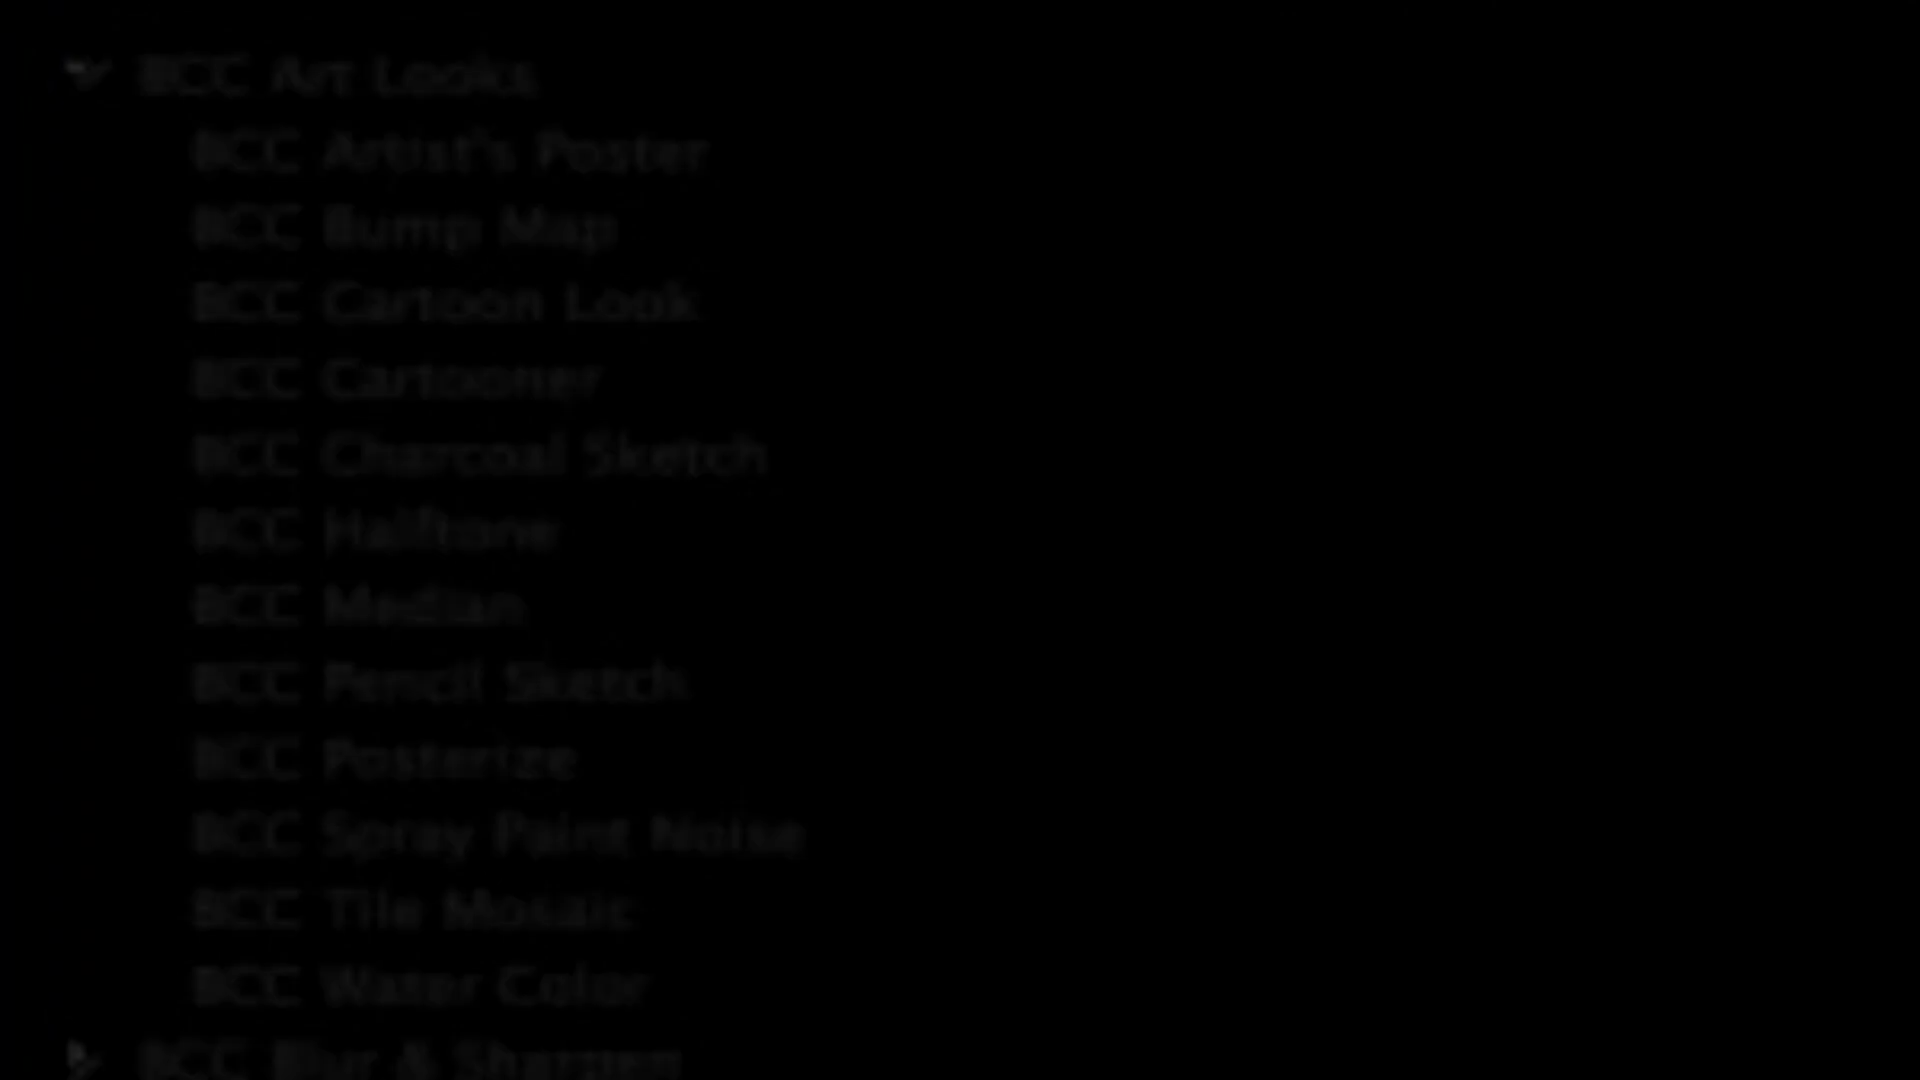 BCC Art Looks
BCC Artist's Poster
BCC Bump Map
BCC Cartoon Look
BCC Cartooner
BCC Charcoal Sketch
BCC Halftone
BCC Median
BCC Pencil Sketch
BCC Posterize
BCC Spray Paint Noise
BCC Tile Mosaic
BCC Water Color
BCC Blur & Sharpen